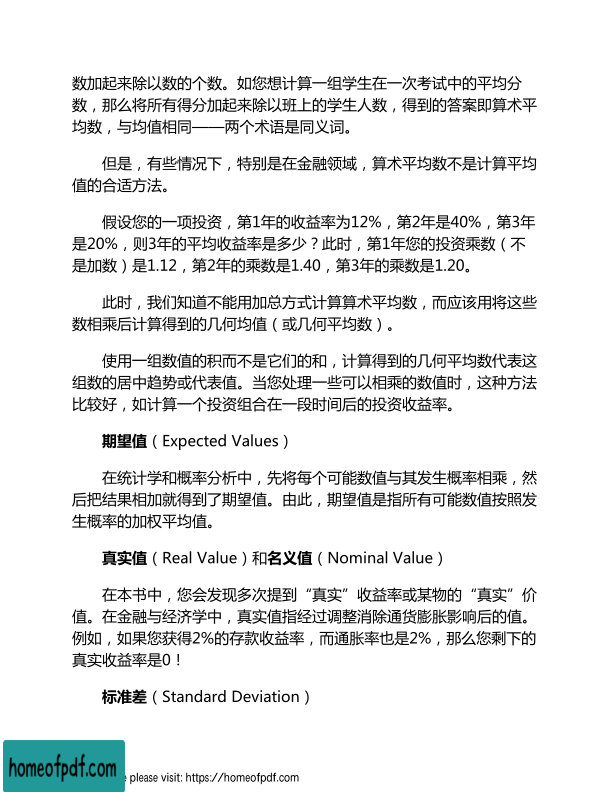 数加起来除以数的个数。如您想计算一组学生在一次考试中的平均分
数，那么将所有得分加起来除以班上的学生人数，得到的答案即算术平
均数，与均值相同——两个术语是同义词。
但是，有些情况下，特别是在金融领域，算术平均数不是计算平均
值的合适方法。
假设您的一项投资，第1年的收益率为12%，第2年是40%，第3年
是20%，则3年的平均收益率是多少？此时，第1年您的投资乘数（不
是加数）是1.12，第2年的乘数是1.40，第3年的乘数是1.20。
此时，我们知道不能用加总方式计算算术平均数，而应该用将这些
数相乘后计算得到的几何均值（或几何平均数）。
使用一组数值的积而不是它们的和，计算得到的几何平均数代表这
组数的居中趋势或代表值。当您处理一些可以相乘的数值时，这种方法
比较好，如计算一个投资组合在一段时间后的投资收益率。
期望值（Expected Values）
在统计学和概率分析中，先将每个可能数值与其发生概率相乘，然
后把结果相加就得到了期望值。由此，期望值是指所有可能数值按照发
生概率的加权平均值。
真实值（Real Value）和名义值（Nominal Value）
在本书中，您会发现多次提到“真实”收益率或某物的“真实”价
值。在金融与经济学中，真实值指经过调整消除通货膨胀影响后的值。
例如，如果您获得2%的存款收益率，而通胀率也是2%，那么您剩下的
真实收益率是0！
标准差（Standard Deviation）
homeofpdf.com
e please visit: https://homeofpdf.com